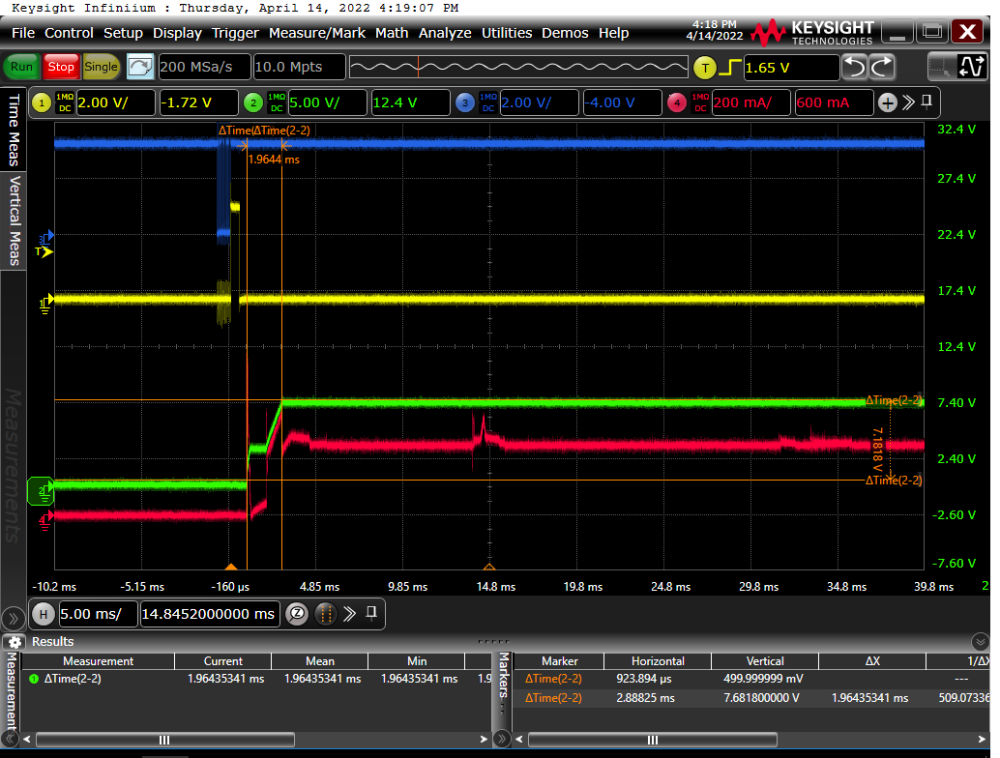 Keysight Infiniium : Thursday, April 14, 2022 4:19:07 PM
File Control Setup Display Trigger Measure/Mark Math Analyze Utilities Demos Help
4:18 PM
4/14/2022
KEYSIGHT
TECHNOLOGIES
Run Stop Single 200 MSa/s 10.0 Mpts T 1.65 V
1 1MΩ DC 2.00 V/ -1.72 V 2 1MΩ DC 5.00 V/ 12.4 V 3 1MΩ DC 2.00 V/ -4.00 V 4 1MΩ DC 200 mA/ 600 mA
Time Meas
Vertical Meas
Measurements
ΔTime(ΔTime(2-2)
1.9644 ms
32.4 V
27.4 V
22.4 V
17.4 V
12.4 V
7.40 V
2.40 V
-2.60 V
-7.60 V
3
T
1
2
4
ΔTime(2-2)
7.1818 V
ΔTime(2-2)
-10.2 ms -5.15 ms -160 μs 4.85 ms 9.85 ms 14.8 ms 19.8 ms 24.8 ms 29.8 ms 34.8 ms 39.8 ms 2
H 5.00 ms/ 14.8452000000 ms
Results
Measurement Current Mean Min
1 ΔTime(2-2) 1.96435341 ms 1.96435341 ms 1.96435341 ms 1.9
Measurement
Markers
Marker Horizontal Vertical ΔX 1/ΔX
ΔTime(2-2) 923.894 μs 499.999999 mV ---
ΔTime(2-2) 2.88825 ms 7.681800000 V 1.96435341 ms 509.07336